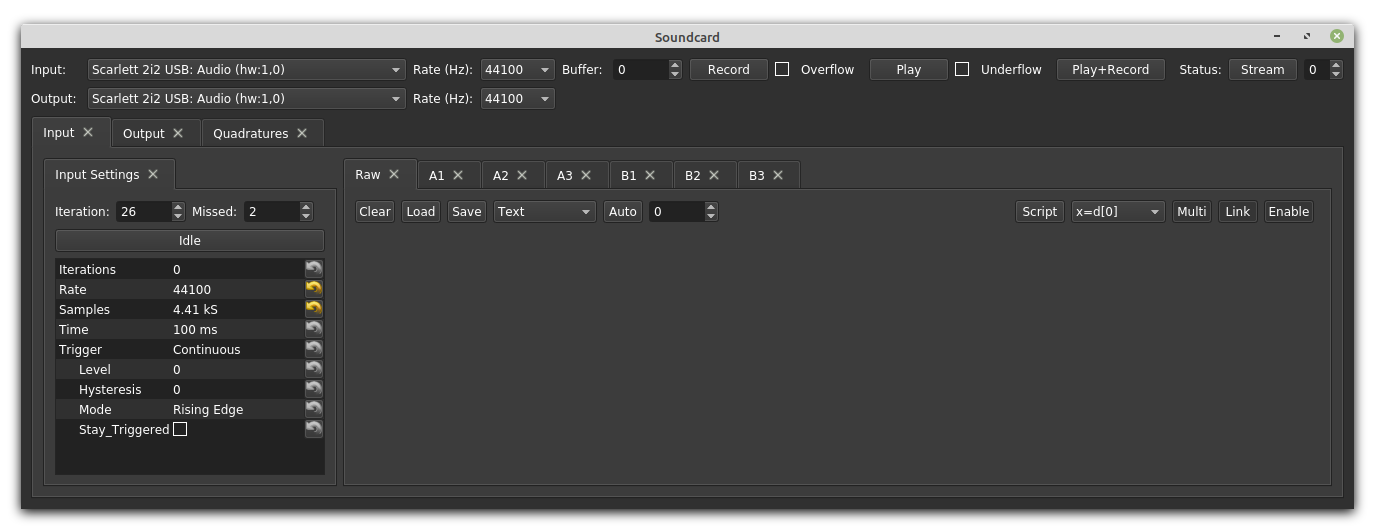 Soundcard
Input: Scarlett 2i2 USB: Audio (hw:1,0) Rate (Hz): 44100 Buffer: 0 Record Overflow Play Underflow Play+Record Status: Stream 0
Output: Scarlett 2i2 USB: Audio (hw:1,0) Rate (Hz): 44100
Input Output Quadratures
Input Settings Raw A1 A2 A3 B1 B2 B3
Iteration: 26 Missed: 2 Clear Load Save Text Auto 0 Script x=d[0] Multi Link Enable
Idle
Iterations 0
Rate 44100
Samples 4.41 kS
Time 100 ms
Trigger Continuous
Level 0
Hysteresis 0
Mode Rising Edge
Stay_Triggered